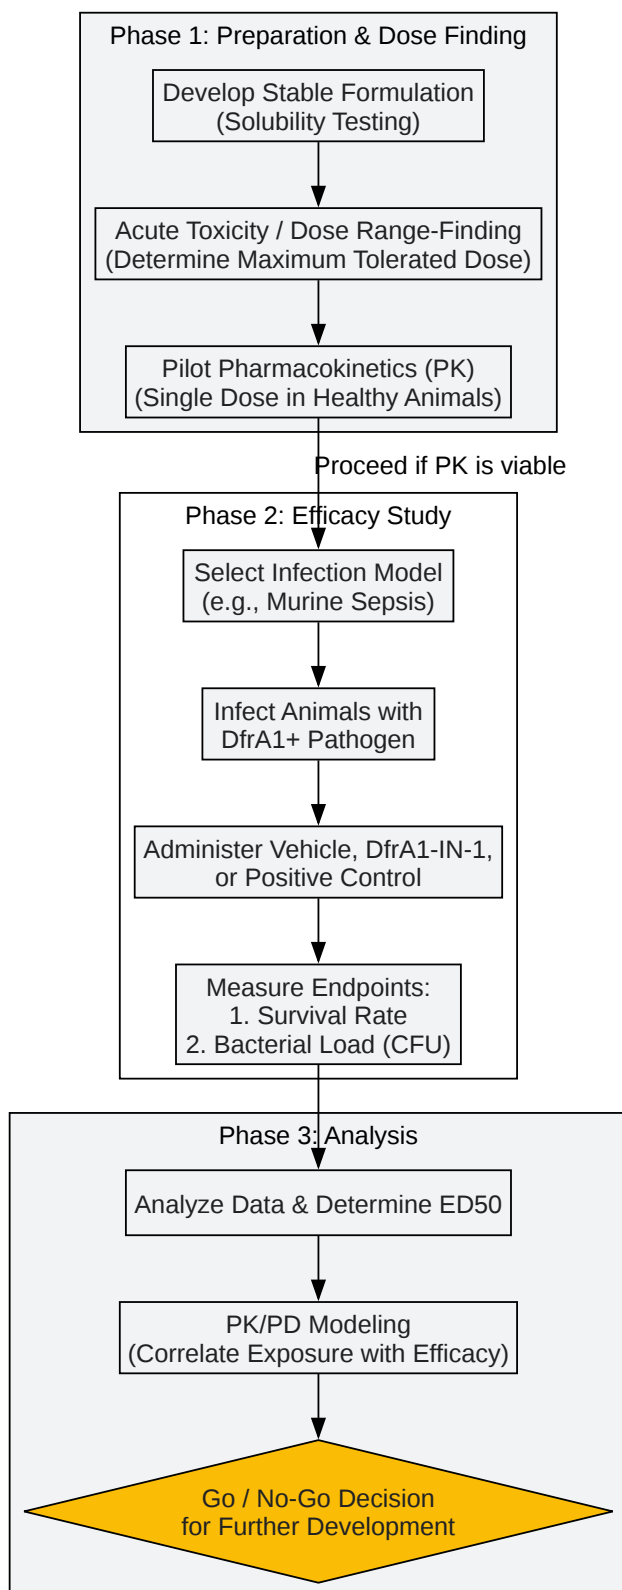 Phase 1: Preparation & Dose Finding
Develop Stable Formulation
(Solubility Testing)
Acute Toxicity / Dose Range-Finding
(Determine Maximum Tolerated Dose)
Pilot Pharmacokinetics (PK)
(Single Dose in Healthy Animals)
Proceed if PK is viable
Phase 2: Efficacy Study
Select Infection Model
(e.g., Murine Sepsis)
Infect Animals with
DfrA1+ Pathogen
Administer Vehicle, DfrA1-IN-1,
or Positive Control
Measure Endpoints:
1. Survival Rate
2. Bacterial Load (CFU)
Phase 3: Analysis
Analyze Data & Determine ED50
PK/PD Modeling
(Correlate Exposure with Efficacy)
Go / No-Go Decision
for Further Development